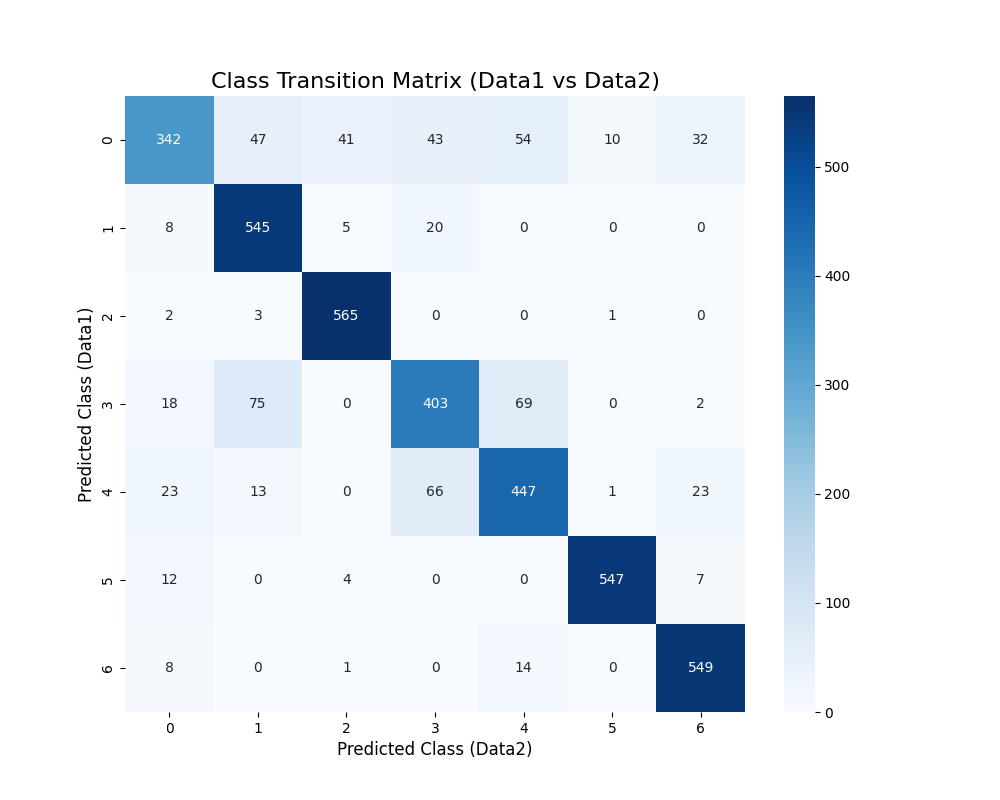 Class Transition Matrix (Data1 vs Data2)
Predicted Class (Data1)
0 342 47 41 43 54 10 32
1 8 545 5 20 0 0 0
2 2 3 565 0 0 1 0
3 18 75 0 403 69 0 2
4 23 13 0 66 447 1 23
5 12 0 4 0 0 547 7
6 8 0 1 0 14 0 549
0 1 2 3 4 5 6
Predicted Class (Data2)
500
400
300
200
100
0